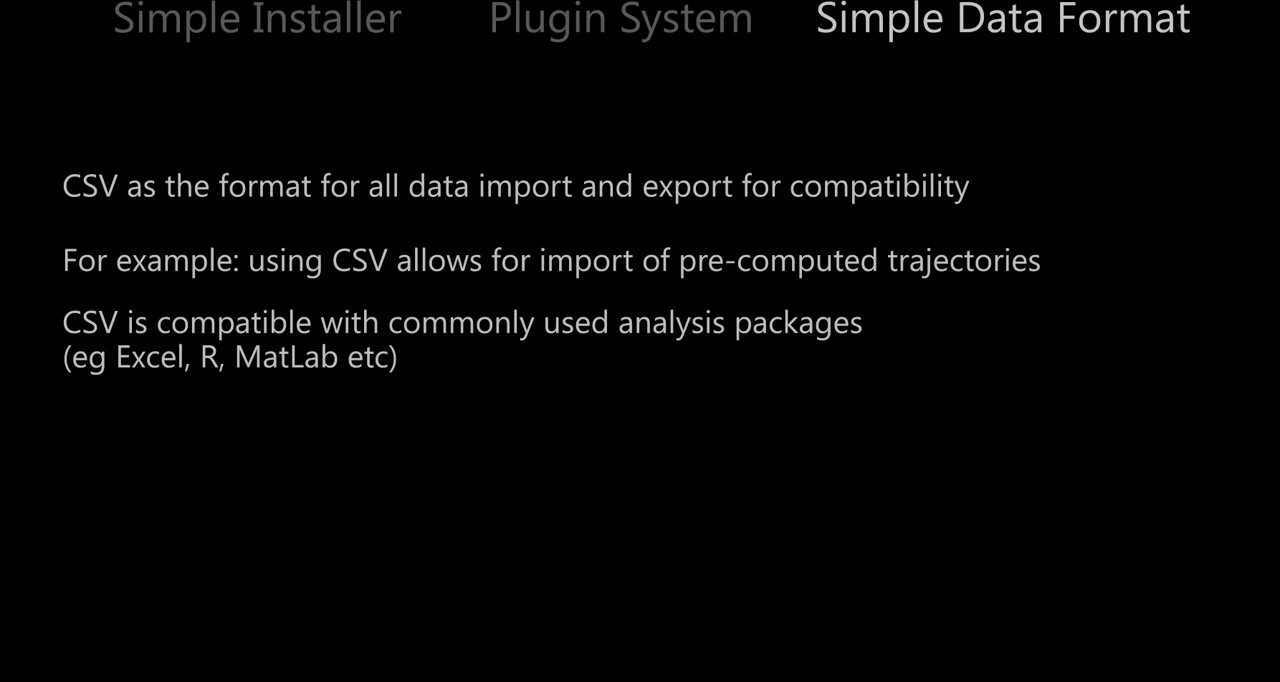 Simple Installer Plugin System Simple Data Format
CSV as the format for all data import and export for compatibility
For example: using CSV allows for import of pre-computed trajectories
CSV is compatible with commonly used analysis packages
(eg Excel, R, MatLab etc)